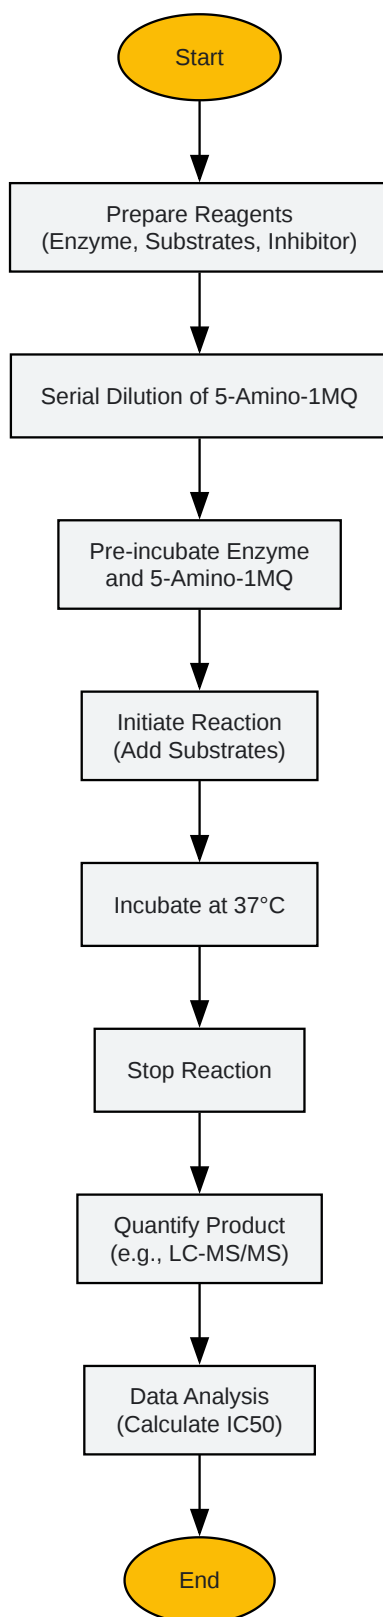 Start
Prepare Reagents
(Enzyme, Substrates, Inhibitor)
Serial Dilution of 5-Amino-1MQ
Pre-incubate Enzyme
and 5-Amino-1MQ
Initiate Reaction
(Add Substrates)
Incubate at 37°C
Stop Reaction
Quantify Product
(e.g., LC-MS/MS)
Data Analysis
(Calculate IC50)
End